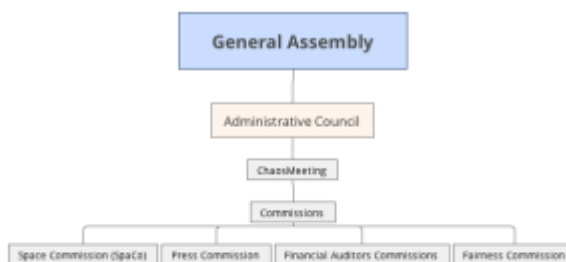 General Assembly
Administrative Council
ChaosMeeting
Commissions
Space Commission (SpaCo)
Press Commission
Financial Auditors Commissions
Fairness Commission